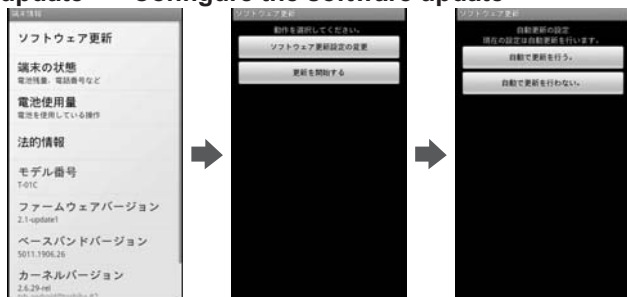 update Configure the software update
端末情報
ソフトウェア更新
端末の状態
電池残量、電話番号など
電池使用量
電池を使用している操作
法的情報
モデル番号
T-01C
ファームウェアバージョン
2.1-update1
ベースバンドバージョン
5011.1906.26
カーネルバージョン
2.6.29-rel
ソフトウェア更新
動作を選択してください。
ソフトウェア更新設定の変更
更新を開始する
ソフトウェア更新
自動更新の設定
現在の設定は自動更新を行います。
自動で更新を行う。
自動で更新を行わない。